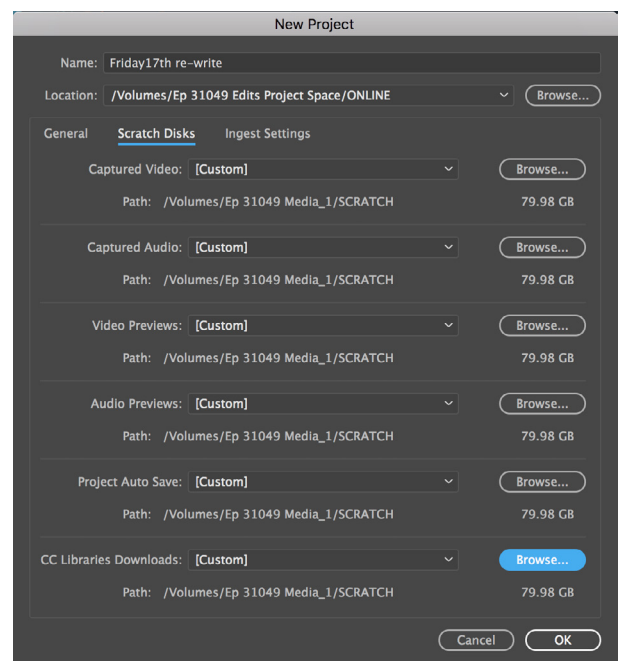 New Project
Name: Friday17th re-write
Location: /Volumes/Ep 31049 Edits Project Space/ONLINE Browse...
General Scratch Disks Ingest Settings
Captured Video: [Custom] Browse...
Path: /Volumes/Ep 31049 Media_1/SCRATCH 79.98 GB
Captured Audio: [Custom] Browse...
Path: /Volumes/Ep 31049 Media_1/SCRATCH 79.98 GB
Video Previews: [Custom] Browse...
Path: /Volumes/Ep 31049 Media_1/SCRATCH 79.98 GB
Audio Previews: [Custom] Browse...
Path: /Volumes/Ep 31049 Media_1/SCRATCH 79.98 GB
Project Auto Save: [Custom] Browse...
Path: /Volumes/Ep 31049 Media_1/SCRATCH 79.98 GB
CC Libraries Downloads: [Custom] Browse...
Path: /Volumes/Ep 31049 Media_1/SCRATCH 79.98 GB
Cancel OK